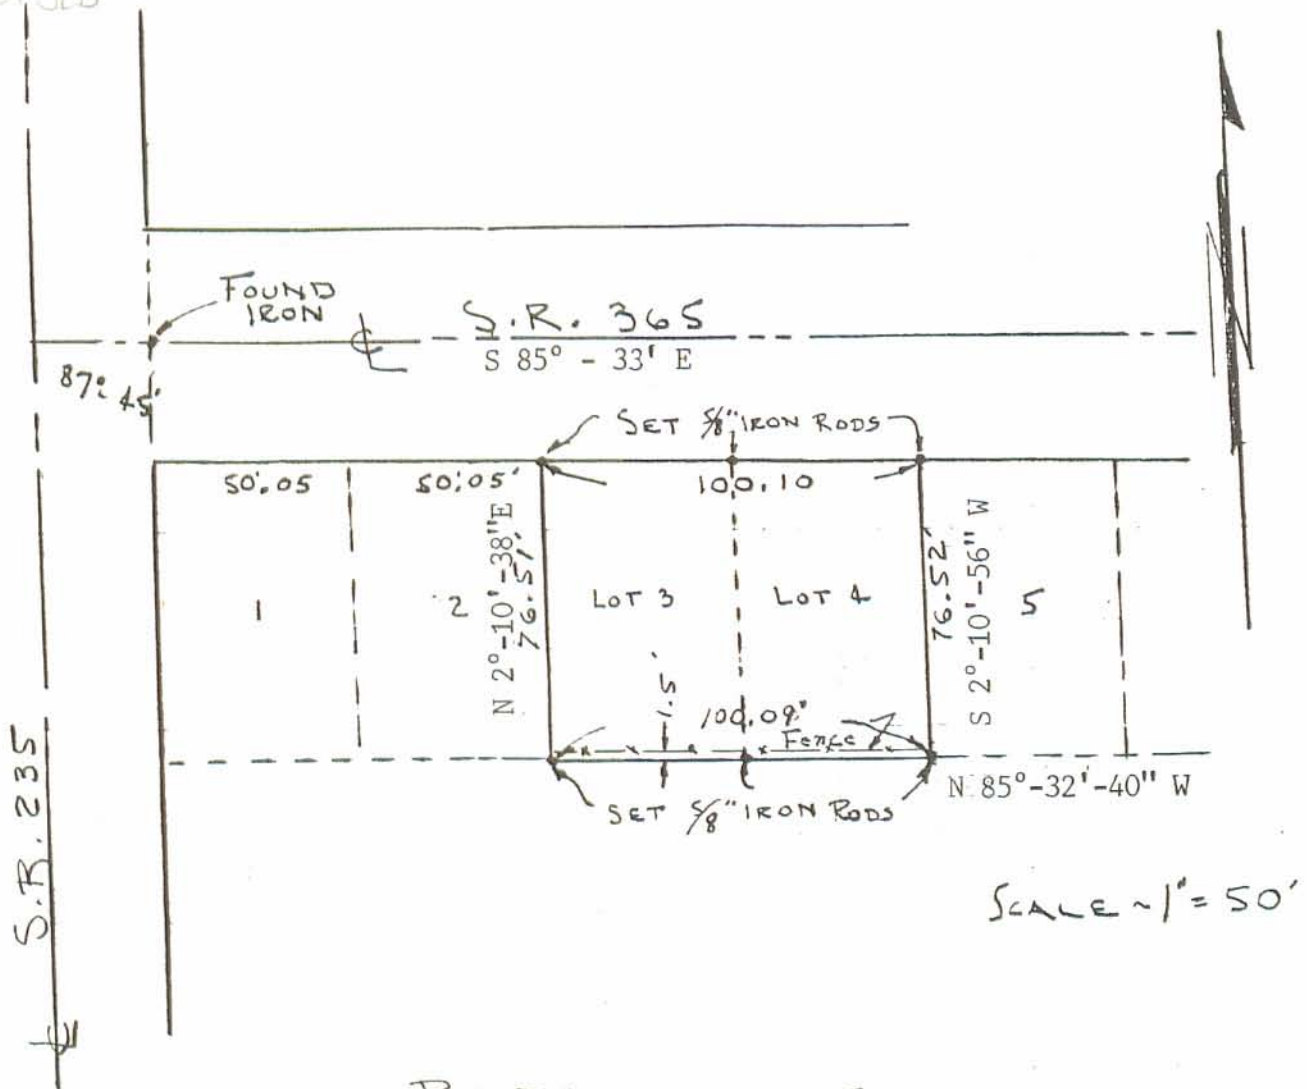 FOUND
IRON
S.R. 365
S 85° - 33' E
87° 45'
SET 5/8" IRON RODS
50.05
50.05'
100.10
N 2°-10'-38"E
76.51'
76.52'
S 2°-10'-56" W
1
2
LOT 3
LOT 4
5
1.5'
100.09'
Fence
SET 5/8" IRON RODS
N 85°-32'-40" W
S.R. 235
SCALE ~ 1" = 50'